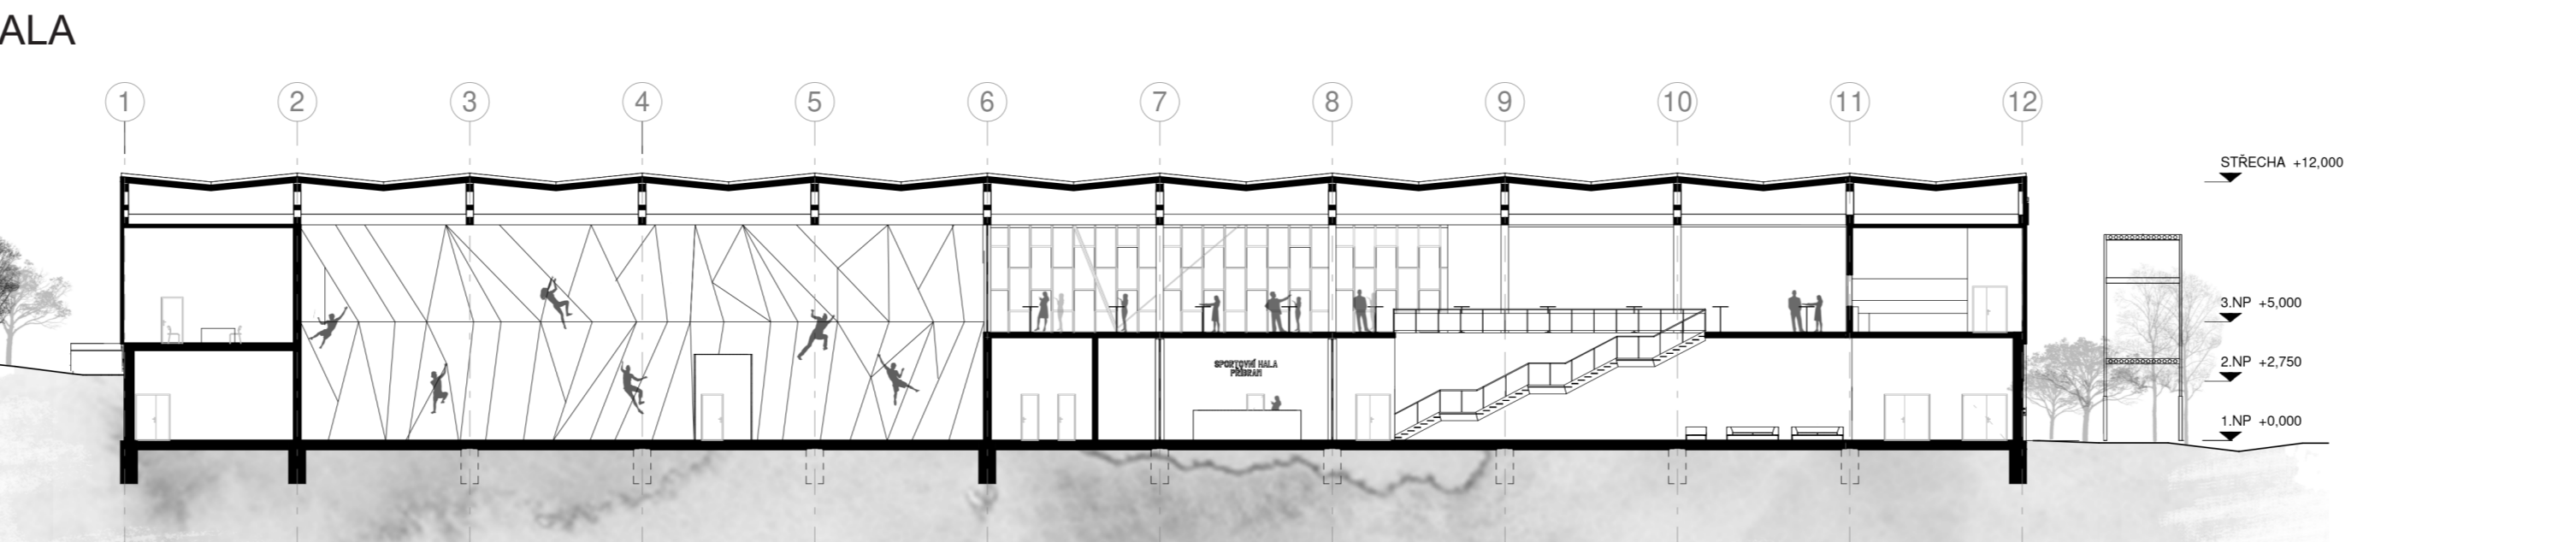 ALA
1 2 3 4 5 6 7 8 9 10 11 12
STŘECHA +12,000
3.NP +5,000
2.NP +2,750
SPORTOVNÍ HALA
PŘÍBRAM
1.NP +0,000